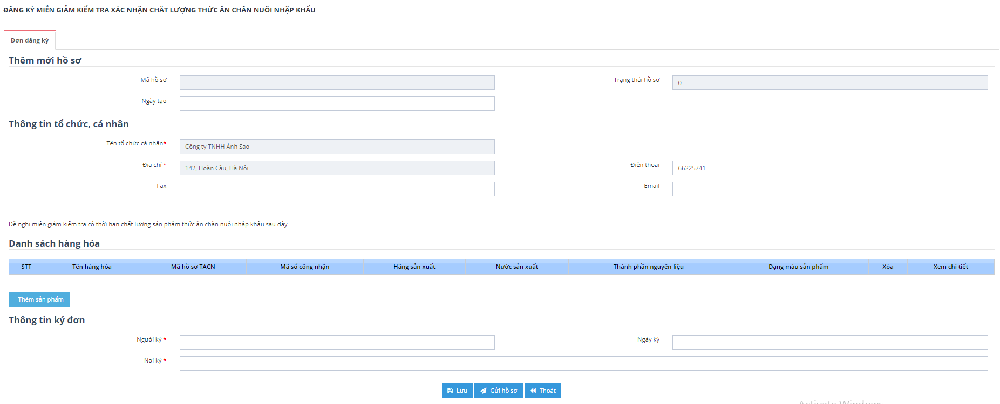 ĐĂNG KÝ MIỄN GIẢM KIỂM TRA XÁC NHẬN CHẤT LƯỢNG THỨC ĂN CHĂN NUÔI NHẬP KHẨU
Đơn đăng ký
Thêm mới hồ sơ
Mã hồ sơ
Trạng thái hồ sơ 0
Ngày tạo
Thông tin tổ chức, cá nhân
Tên tổ chức cá nhân* Công ty TNHH Ánh Sao
Địa chỉ * 142, Hoàn Cầu, Hà Nội
Điện thoại 66225741
Fax
Email
Đề nghị miễn giảm kiểm tra có thời hạn chất lượng sản phẩm thức ăn chăn nuôi nhập khẩu sau đây
Danh sách hàng hóa
STT Tên hàng hóa Mã hồ sơ TACN Mã số công nhận Hãng sản xuất Nước sản xuất Thành phần nguyên liệu Dạng màu sản phẩm Xóa Xem chi tiết
Thêm sản phẩm
Thông tin ký đơn
Người ký *
Ngày ký
Nơi ký *
Lưu Gửi hồ sơ Thoát
Activate Windows